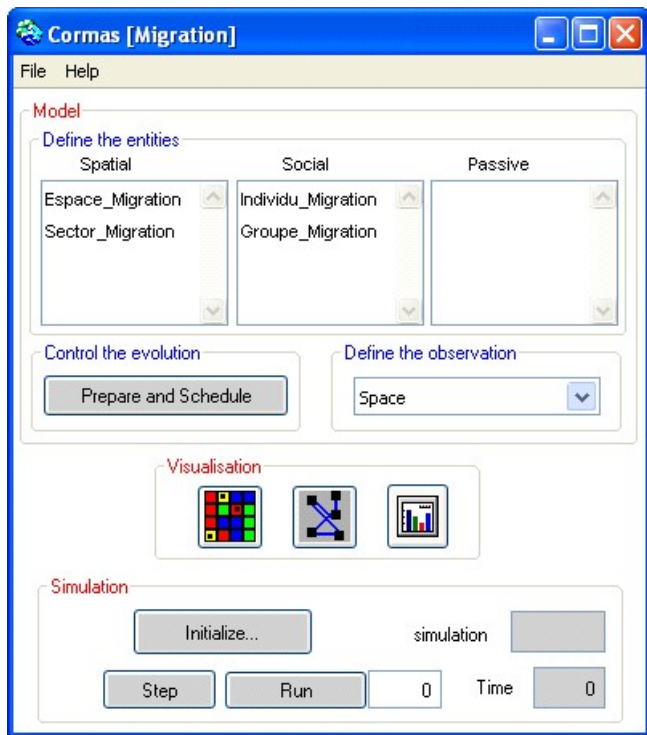 Cormas [Migration]
File Help
Model
Define the entities
Spatial Social Passive
Espace_Migration
Sector_Migration
Individu_Migration
Groupe_Migration
Control the evolution
Prepare and Schedule
Define the observation
Space
Visualisation
Simulation
Initialize...
simulation
Step Run 0 Time 0